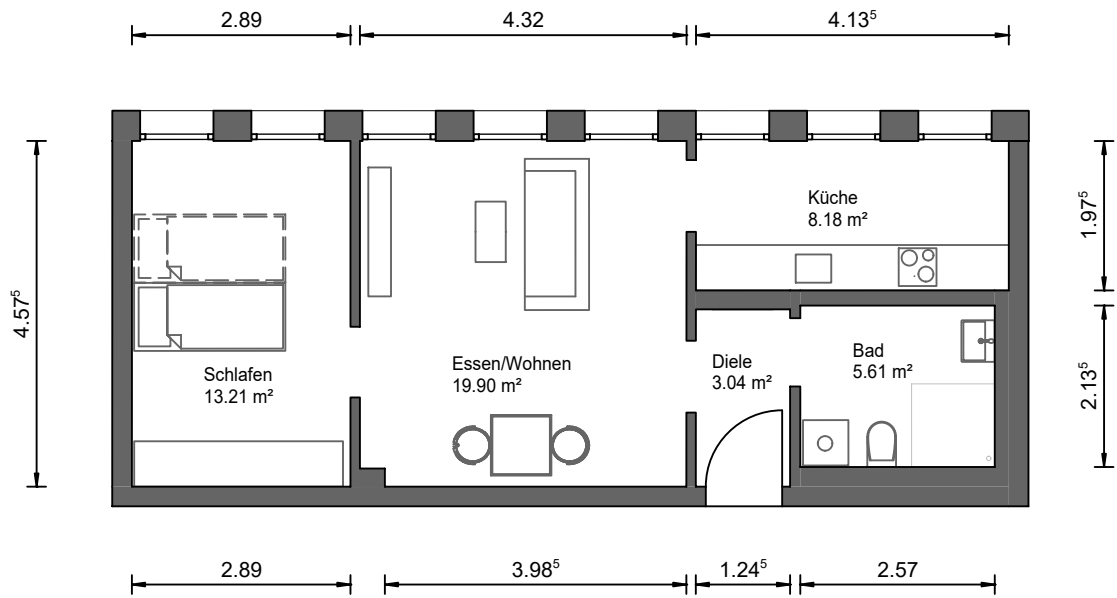 2.89
4.32
4.13⁵
Küche
8.18 m²
1.97⁵
4.57⁵
Schlafen
13.21 m²
Essen/Wohnen
19.90 m²
Diele
3.04 m²
Bad
5.61 m²
2.13⁵
2.89
3.98⁵
1.24⁵
2.57